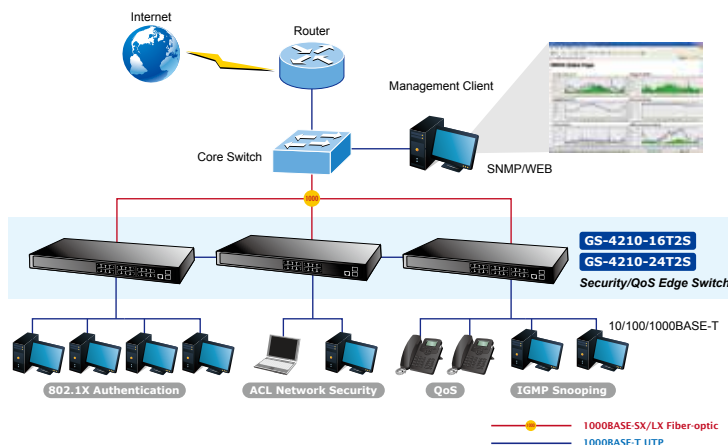 Internet
Router
Management Client
Core Switch
SNMP/WEB
1000
GS-4210-16T2S
GS-4210-24T2S
Security/QoS Edge Switch
10/100/1000BASE-T
802.1X Authentication
ACL Network Security
QoS
IGMP Snooping
1000BASE-SX/LX Fiber-optic
1000BASE-T UTP